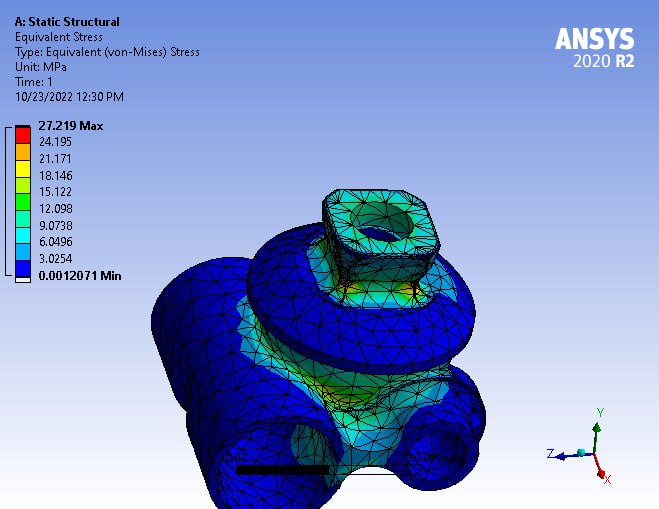 A: Static Structural
Equivalent Stress
Type: Equivalent (von-Mises) Stress
Unit: MPa
Time: 1
10/23/2022 12:30 PM
ANSYS
2020 R2
27.219 Max
24.195
21.171
18.146
15.122
12.098
9.0738
6.0496
3.0254
0.0012071 Min
Y
Z
X